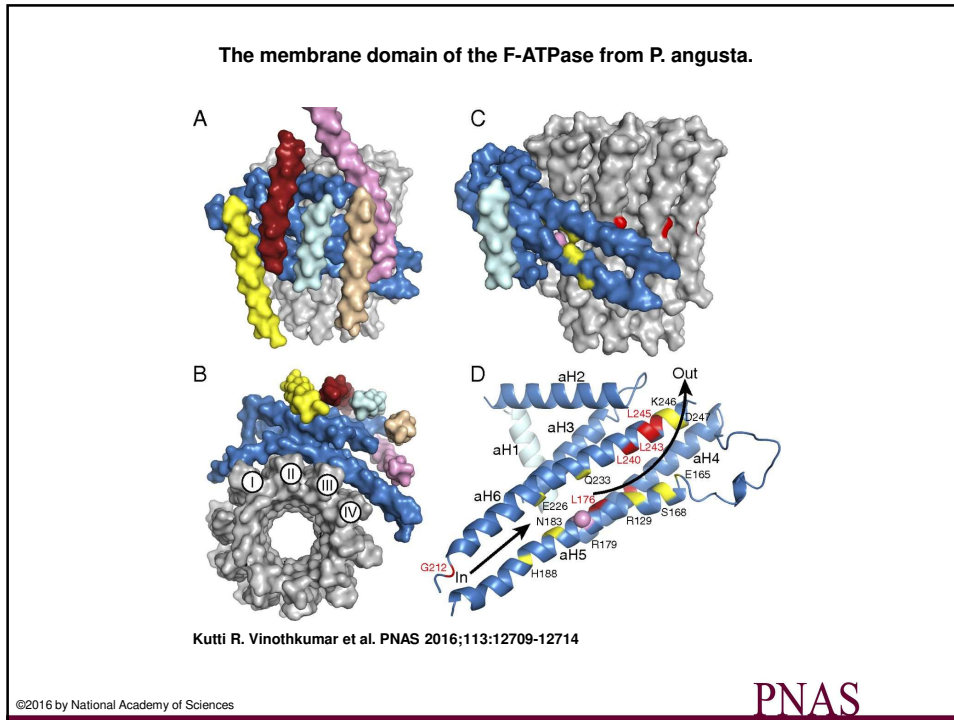 The membrane domain of the F-ATPase from P. angusta.
A
C
B
I
II
III
IV
D
Out
aH2
K246
L245
D247
aH3
L243
aH1
aH4
L240
Q233
E165
aH6
L176
E226
S168
N183
R129
R179
aH5
G212
In
H188
Kutti R. Vinothkumar et al. PNAS 2016;113:12709-12714
©2016 by National Academy of Sciences
PNAS